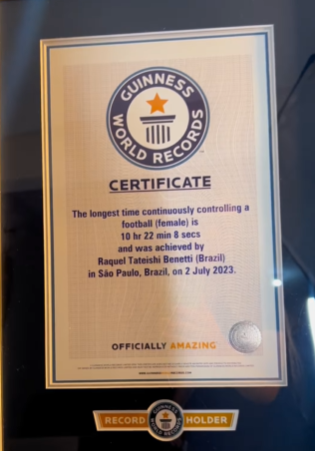 GUINNESS
WORLD RECORDS
CERTIFICATE
The longest time continuously controlling a
football (female) is
10 hr 22 min 8 secs
and was achieved by
Raquel Tateishi Benetti (Brazil)
in São Paulo, Brazil, on 2 July 2023.
OFFICIALLY AMAZING
RECORD HOLDER